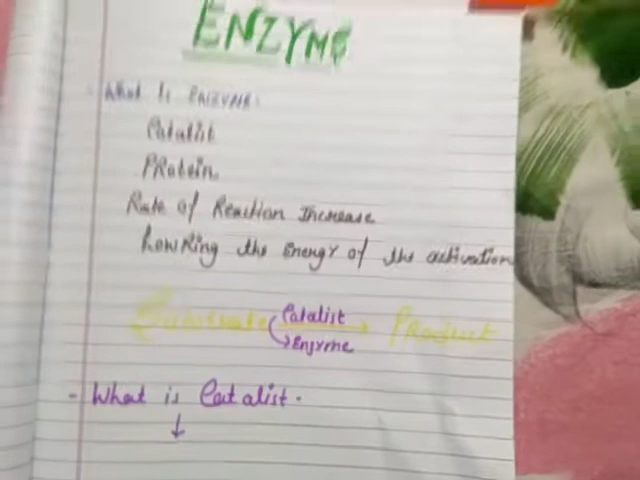 ENZYME
What Is ENZYME:
Catalist
PRotein.
Rate of Reaction Increase
LowRing the Energy of the activation
Substrate Catalist Product
Enzyme
- What is Catalist.